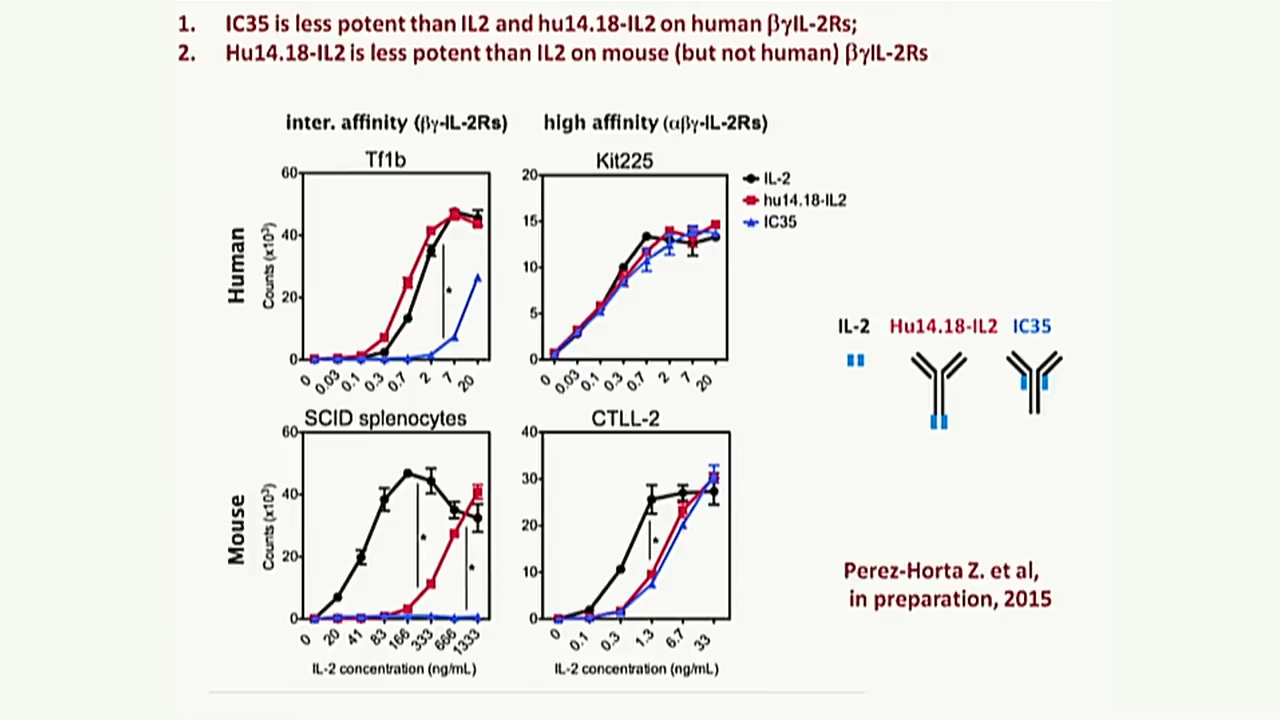 1. IC35 is less potent than IL2 and hu14.18-IL2 on human βγIL-2Rs;
2. Hu14.18-IL2 is less potent than IL2 on mouse (but not human) βγIL-2Rs
inter. affinity (βγ-IL-2Rs) high affinity (αβγ-IL-2Rs)
Tf1b
Kit225
Human
Counts (x10³)
60
40
20
0
0 0.03 0.1 0.3 0.7 2 7 20
20
15
10
5
0
0 0.03 0.1 0.3 0.7 2 7 20
*
IL-2
hu14.18-IL2
IC35
SCID splenocytes
CTLL-2
Mouse
Counts (x10³)
60
40
20
0
0 20 41 83 166 333 666 1333
*
*
IL-2 concentration (ng/mL)
40
30
20
10
0
0 0.1 0.3 1.3 6.7 33
*
IL-2 concentration (ng/mL)
IL-2 Hu14.18-IL2 IC35
Perez-Horta Z. et al,
in preparation, 2015